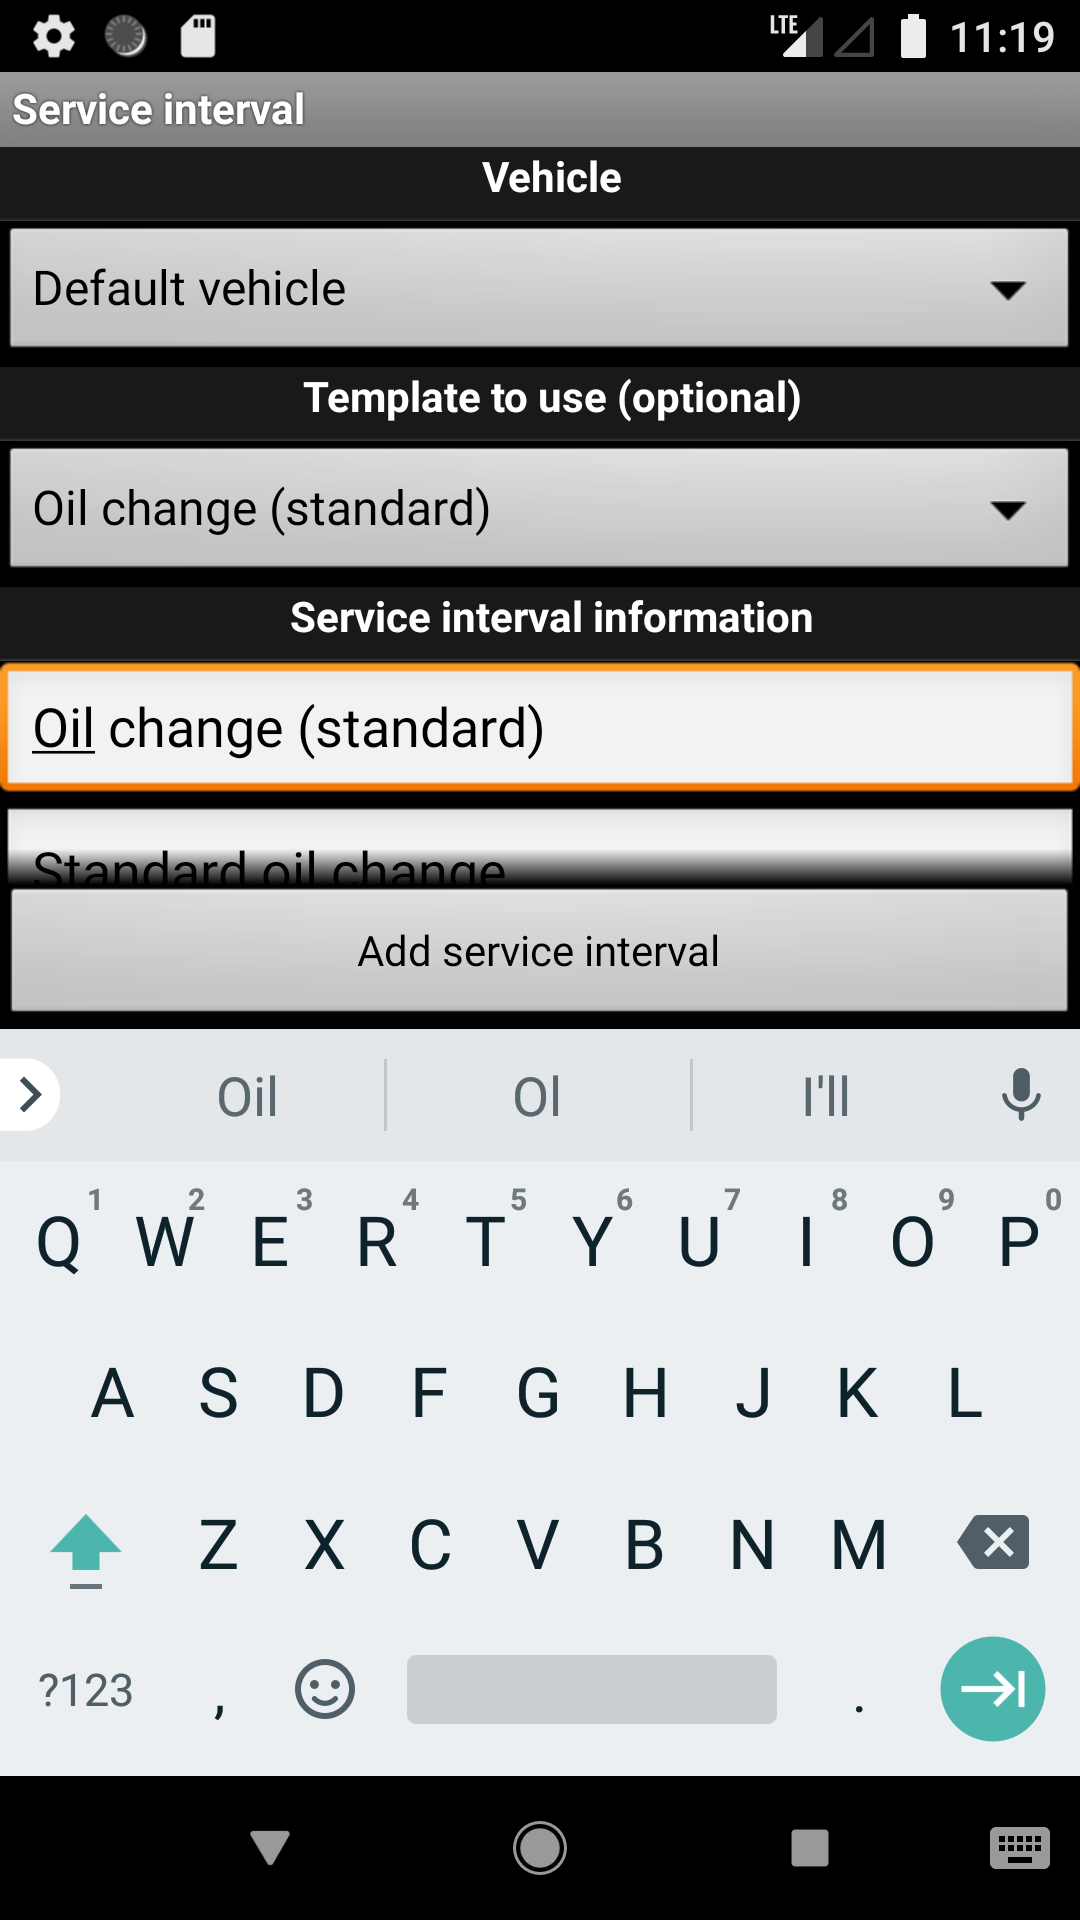 LTE 11:19
Service interval
Vehicle
Default vehicle
Template to use (optional)
Oil change (standard)
Service interval information
Oil change (standard)
Standard oil change
Add service interval
Oil Ol I'll
1 2 3 4 5 6 7 8 9 0
Q W E R T Y U I O P
A S D F G H J K L
Z X C V B N M
?123 , .